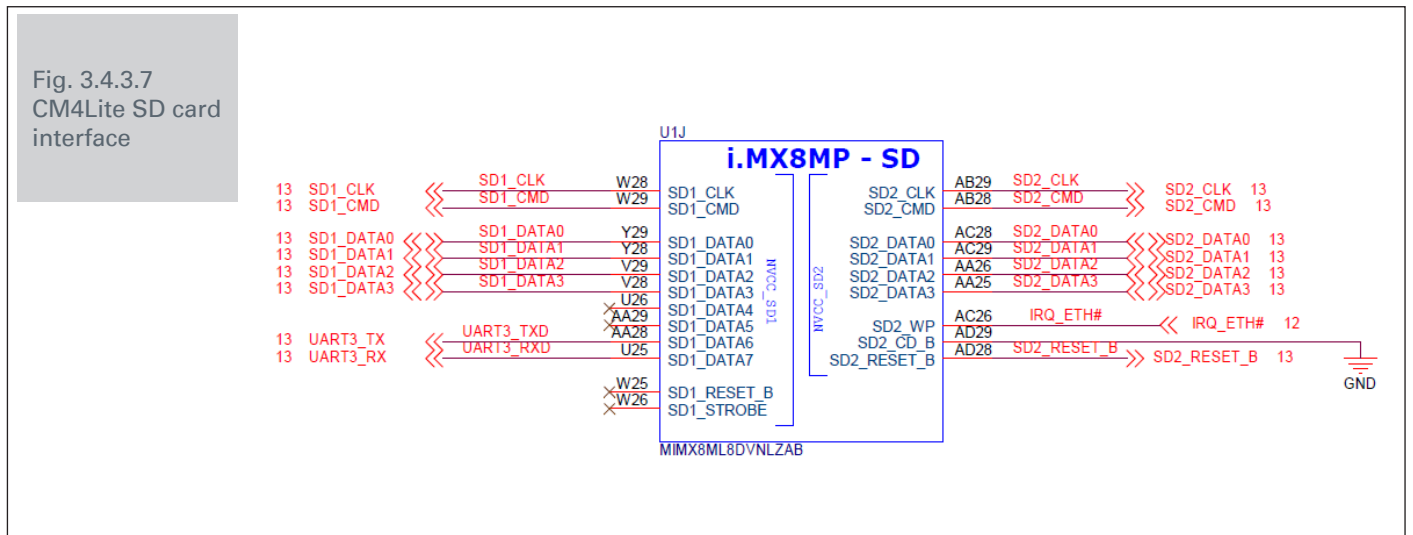 Fig. 3.4.3.7
CM4Lite SD card
interface
U1J
i.MX8MP - SD
13 SD1_CLK SD1_CLK W28 SD1_CLK SD2_CLK AB29 SD2_CLK SD2_CLK 13
13 SD1_CMD SD1_CMD W29 SD1_CMD SD2_CMD AB28 SD2_CMD SD2_CMD 13
13 SD1_DATA0 SD1_DATA0 Y29 SD1_DATA0 SD2_DATA0 AC28 SD2_DATA0 SD2_DATA0 13
13 SD1_DATA1 SD1_DATA1 Y28 SD1_DATA1 SD2_DATA1 AC29 SD2_DATA1 SD2_DATA1 13
13 SD1_DATA2 SD1_DATA2 V29 SD1_DATA2 SD2_DATA2 AA26 SD2_DATA2 SD2_DATA2 13
13 SD1_DATA3 SD1_DATA3 V28 SD1_DATA3 SD2_DATA3 AA25 SD2_DATA3 SD2_DATA3 13
U26 SD1_DATA4
AA29 SD1_DATA5 SD2_WP AC26 IRQ_ETH# IRQ_ETH# 12
13 UART3_TX UART3_TXD AA28 SD1_DATA6 SD2_CD_B AD29
13 UART3_RX UART3_RXD U25 SD1_DATA7 SD2_RESET_B AD28 SD2_RESET_B SD2_RESET_B 13
NVCC_SD1
NVCC_SD2
GND
W25 SD1_RESET_B
W26 SD1_STROBE
MIMX8ML8DVNLZAB